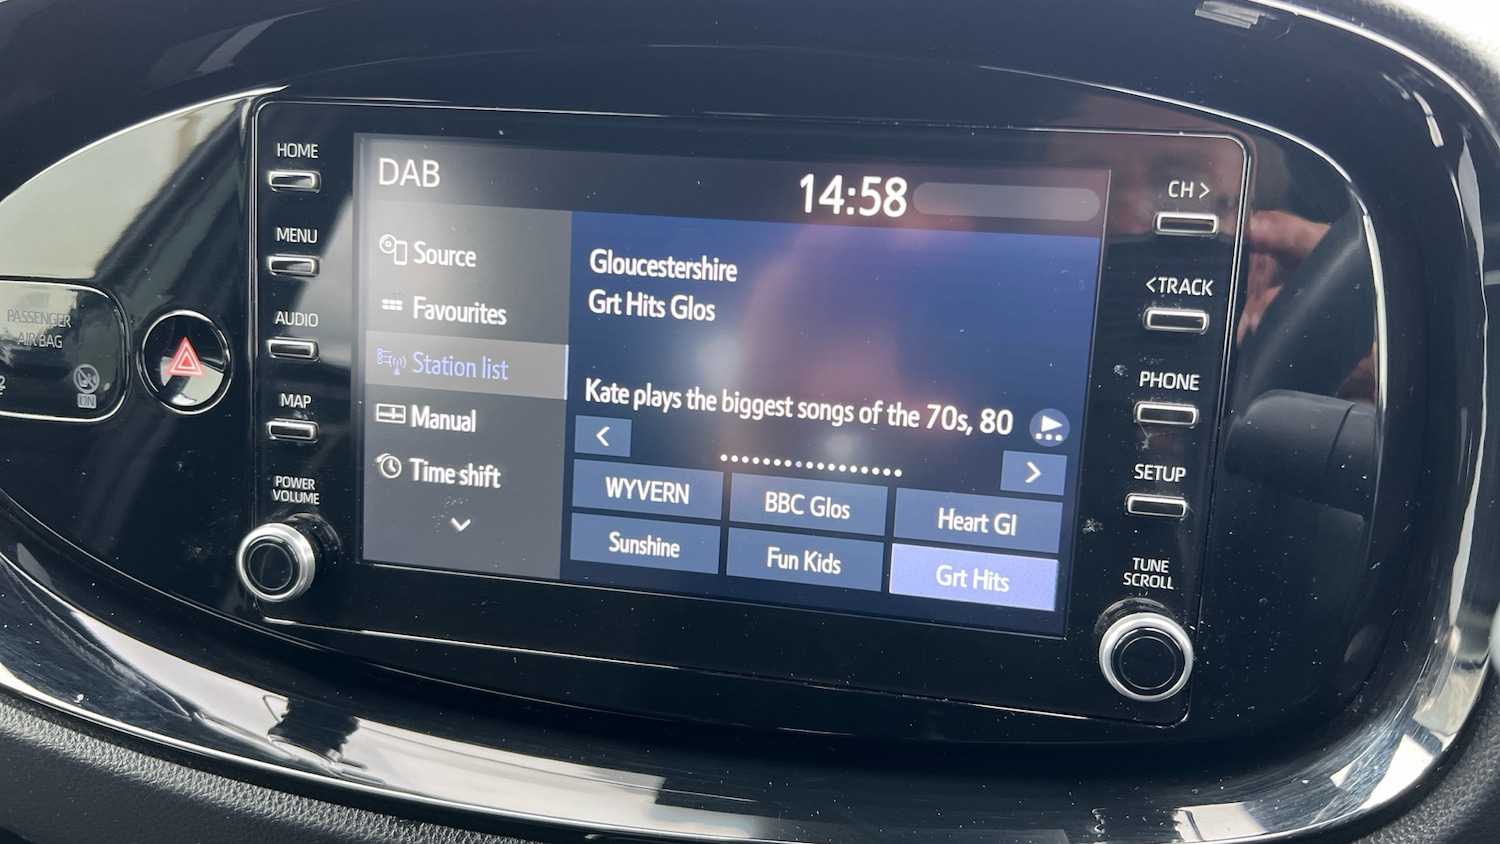 HOME
MENU
AUDIO
MAP
POWER
VOLUME
PASSENGER
AIR BAG
2
ON
DAB
14:58
Source
Favourites
Station list
Manual
Time shift
Gloucestershire
Grt Hits Glos
Kate plays the biggest songs of the 70s, 80
<
>
WYVERN
BBC Glos
Heart Gl
Sunshine
Fun Kids
Grt Hits
CH >
<TRACK
PHONE
SETUP
TUNE
SCROLL